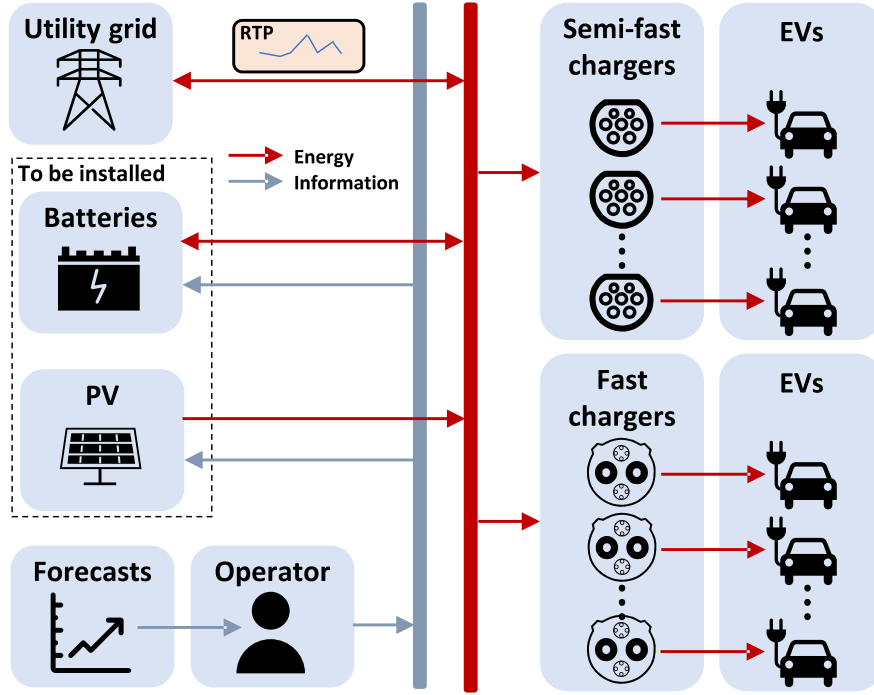 Utility grid
RTP
Energy
Information
To be installed
Batteries
PV
Forecasts
Operator
Semi-fast
chargers
EVs
Fast
chargers
EVs